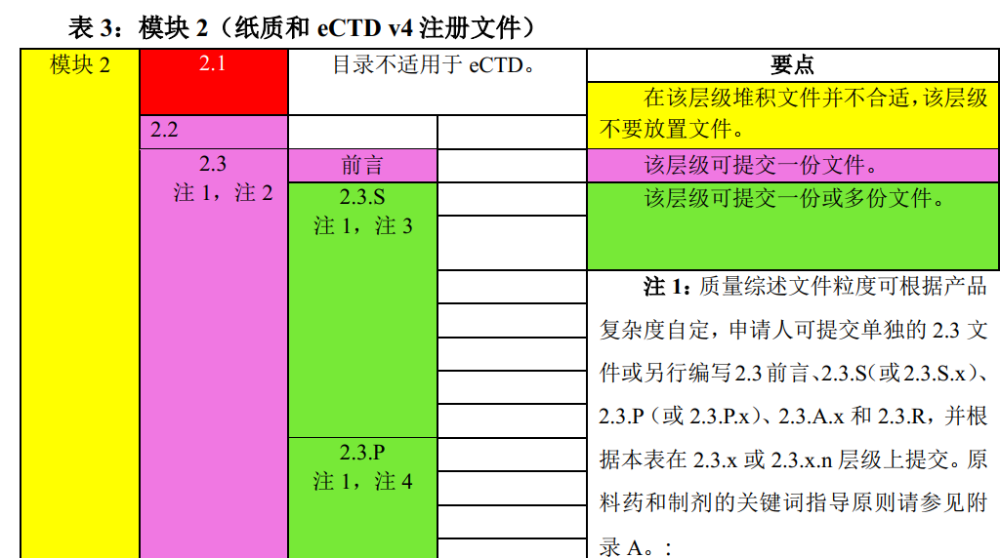 表 3：模块 2（纸质和 eCTD v4 注册文件）
模块 2
2.1
目录不适用于 eCTD。
要点
在该层级堆积文件并不合适，该层级
不要放置文件。
2.2
2.3
注 1，注 2
前言
该层级可提交一份文件。
2.3.S
注 1，注 3
该层级可提交一份或多份文件。
注 1：质量综述文件粒度可根据产品
复杂度自定，申请人可提交单独的 2.3 文
件或另行编写2.3前言、2.3.S（或2.3.S.x）、
2.3.P（或 2.3.P.x）、2.3.A.x 和 2.3.R，并根
据本表在 2.3.x 或 2.3.x.n 层级上提交。原
料药和制剂的关键词指导原则请参见附
录 A。:
2.3.P
注 1，注 4